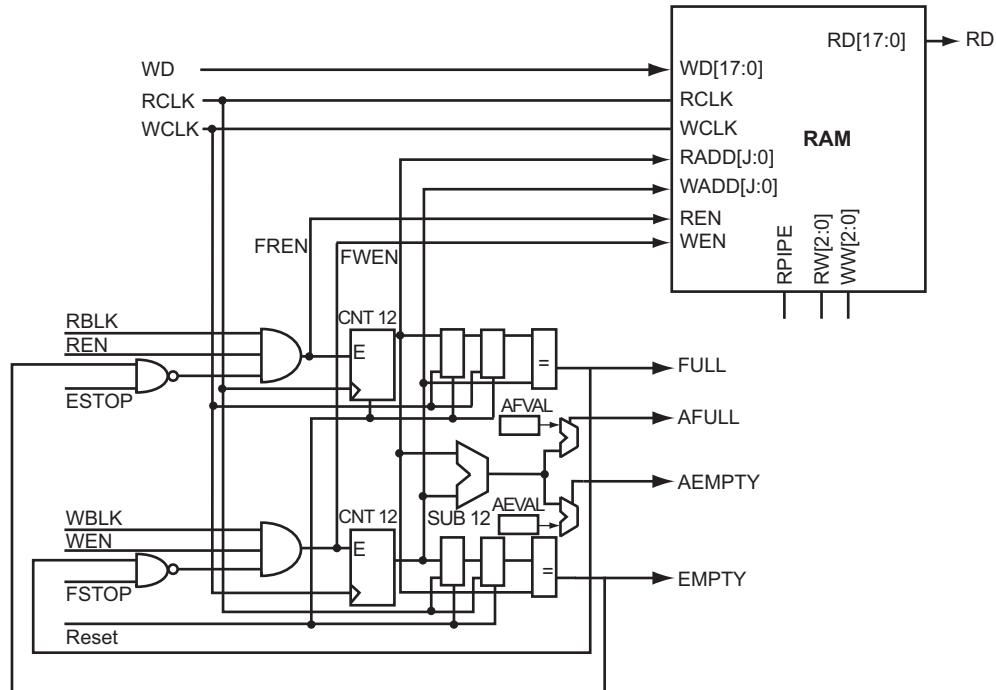 RD[17:0]
RD
WD
WD[17:0]
RCLK
RCLK
WCLK
WCLK
RAM
RADD[J:0]
WADD[J:0]
REN
FREN
FWEN
WEN
RPIPE
RW[2:0]
WW[2:0]
RBLK
CNT 12
REN
E
=
FULL
ESTOP
AFVAL
AFULL
AEMPTY
WBLK
CNT 12
SUB 12
AEVAL
WEN
E
=
EMPTY
FSTOP
Reset